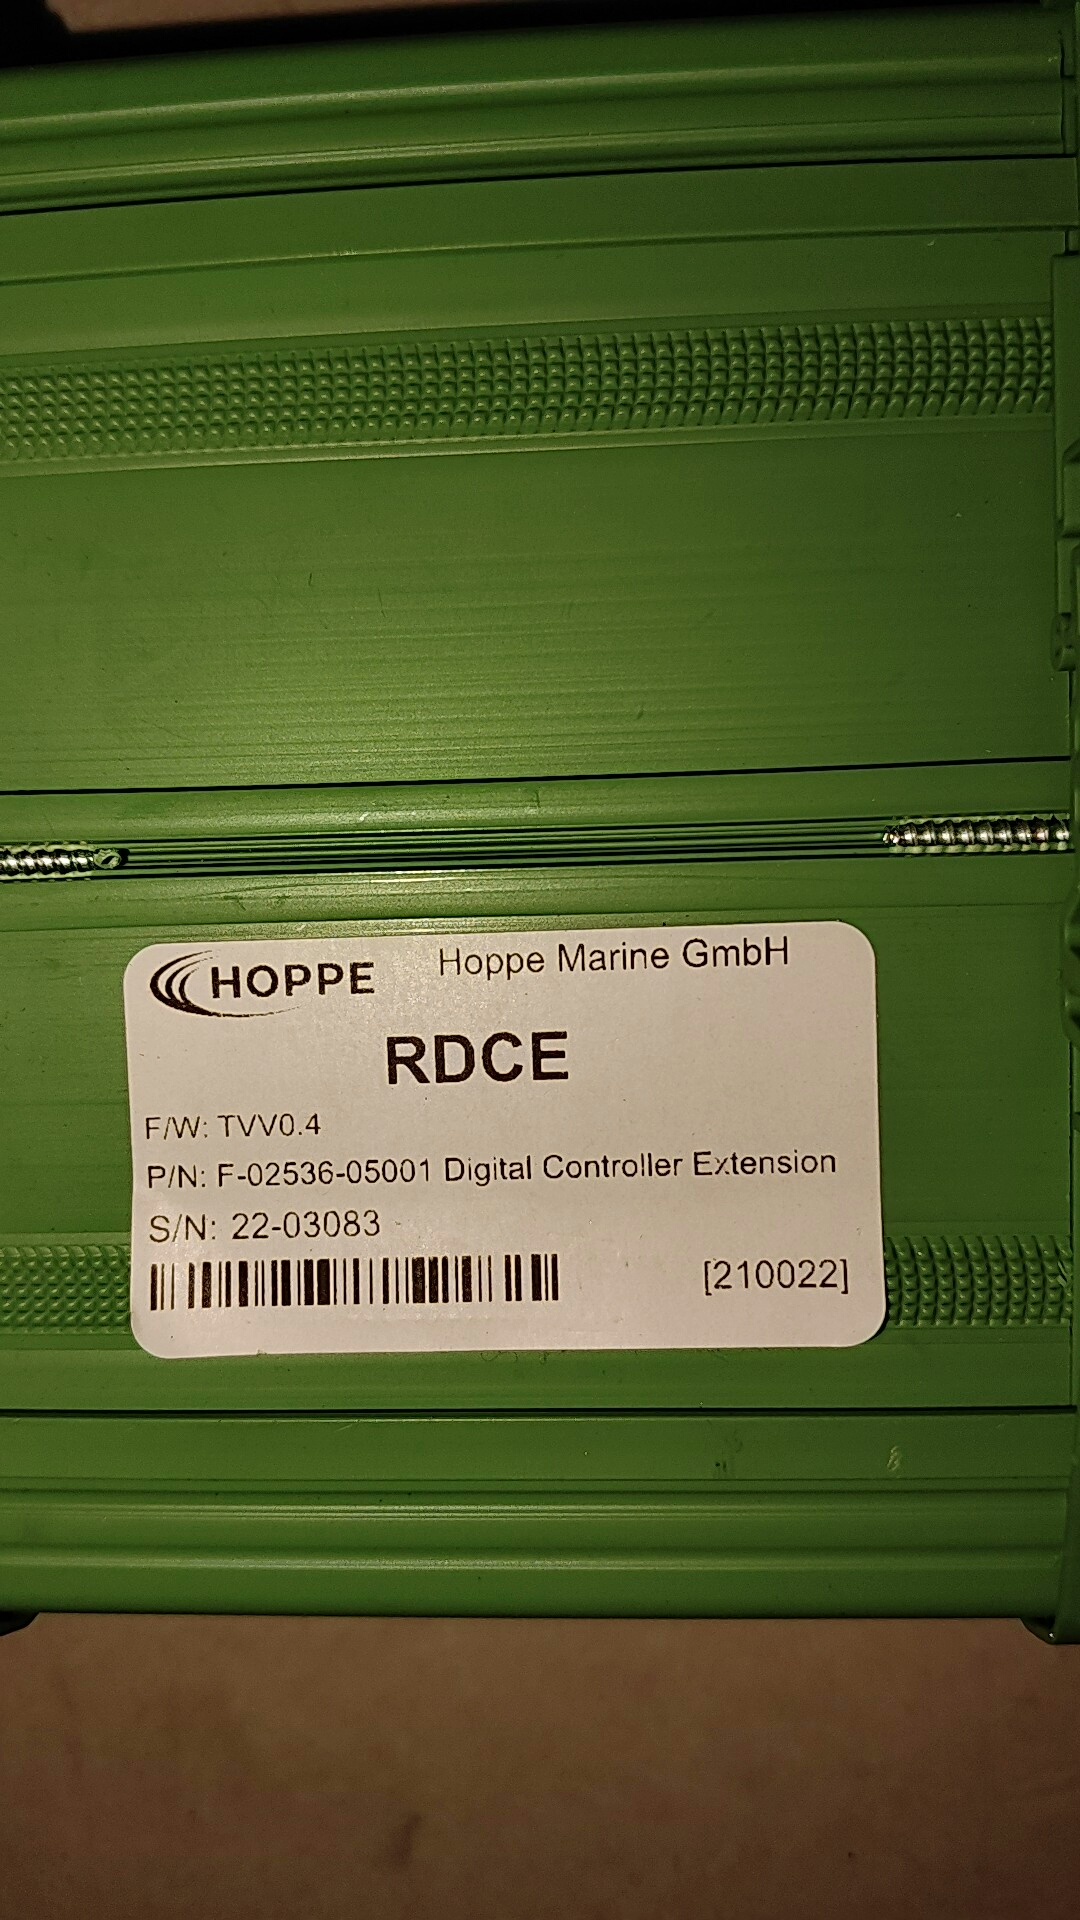 HOPPE Hoppe Marine GmbH
RDCE
F/W: TVV0.4
P/N: F-02536-05001 Digital Controller Extension
S/N: 22-03083
[210022]